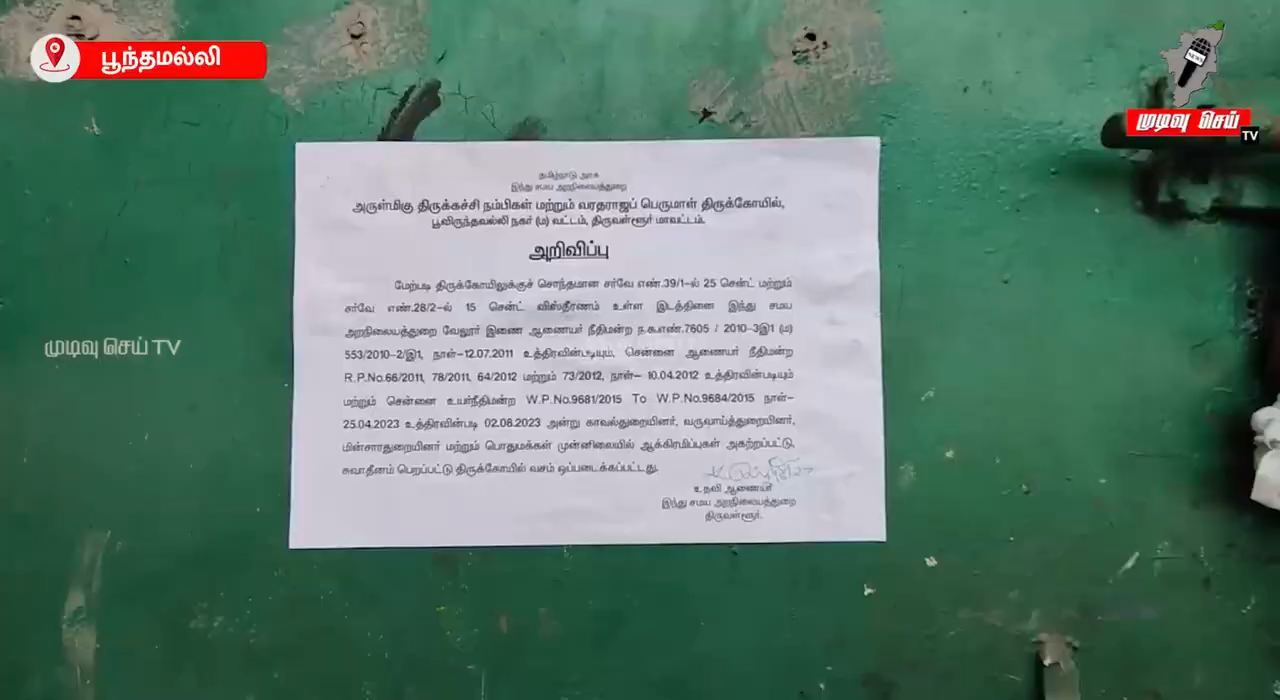 பூந்தமல்லி
NEWS
முடிவு செய்
TV
தமிழ்நாடு அரசு
இந்து சமய அறநிலையத்துறை
அருள்மிகு திருக்கச்சி நம்பிகள் மற்றும் வரதராஜப் பெருமாள் திருக்கோயில்,
பூவிருந்தவல்லி நகர் (ம) வட்டம், திருவள்ளூர் மாவட்டம்.
அறிவிப்பு
மேற்படி திருக்கோயிலுக்குச் சொந்தமான சர்வே எண்.39/1-ல் 25 சென்ட் மற்றும்
சர்வே எண்.28/2-ல் 15 சென்ட் விஸ்தீரணம் உள்ள இடத்தினை இந்து சமய
அறநிலையத்துறை வேலூர் இணை ஆணையர் நீதிமன்ற ந.க.எண்.7605 / 2010-3இ1 (ம)
முடிவு செய் TV
553/2010-2/இ1, நாள்-12.07.2011 உத்திரவின்படியும், சென்னை ஆணையர் நீதிமன்ற
R.P.No.66/2011, 78/2011, 64/2012 மற்றும் 73/2012, நாள்- 10.04.2012 உத்திரவின்படியும்
மற்றும் சென்னை உயர்நீதிமன்ற W.P.No.9681/2015 To W.P.No.9684/2015 நாள்-
25.04.2023 உத்திரவின்படி 02.08.2023 அன்று காவல்துறையினர், வருவாய்த்துறையினர்,
மின்சாரதுறையினர் மற்றும் பொதுமக்கள் முன்னிலையில் ஆக்கிரமிப்புகள் அகற்றப்பட்டு,
சுவாதீனம் பெறப்பட்டு திருக்கோயில் வசம் ஒப்படைக்கப்பட்டது.
உதவி ஆணையர்
இந்து சமய அறநிலையத்துறை
திருவள்ளூர்.